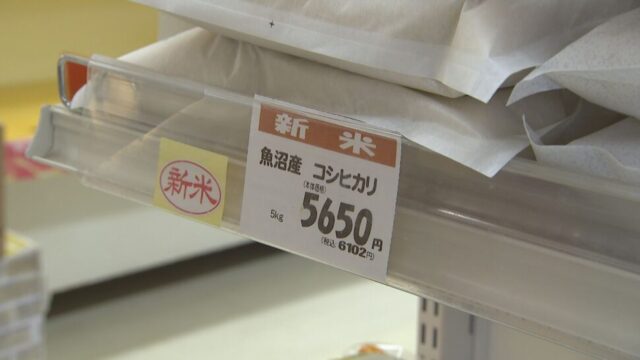 新米
魚沼産 コシヒカリ
(本体価格)
5kg 5650円
(税込 6102円)
新米